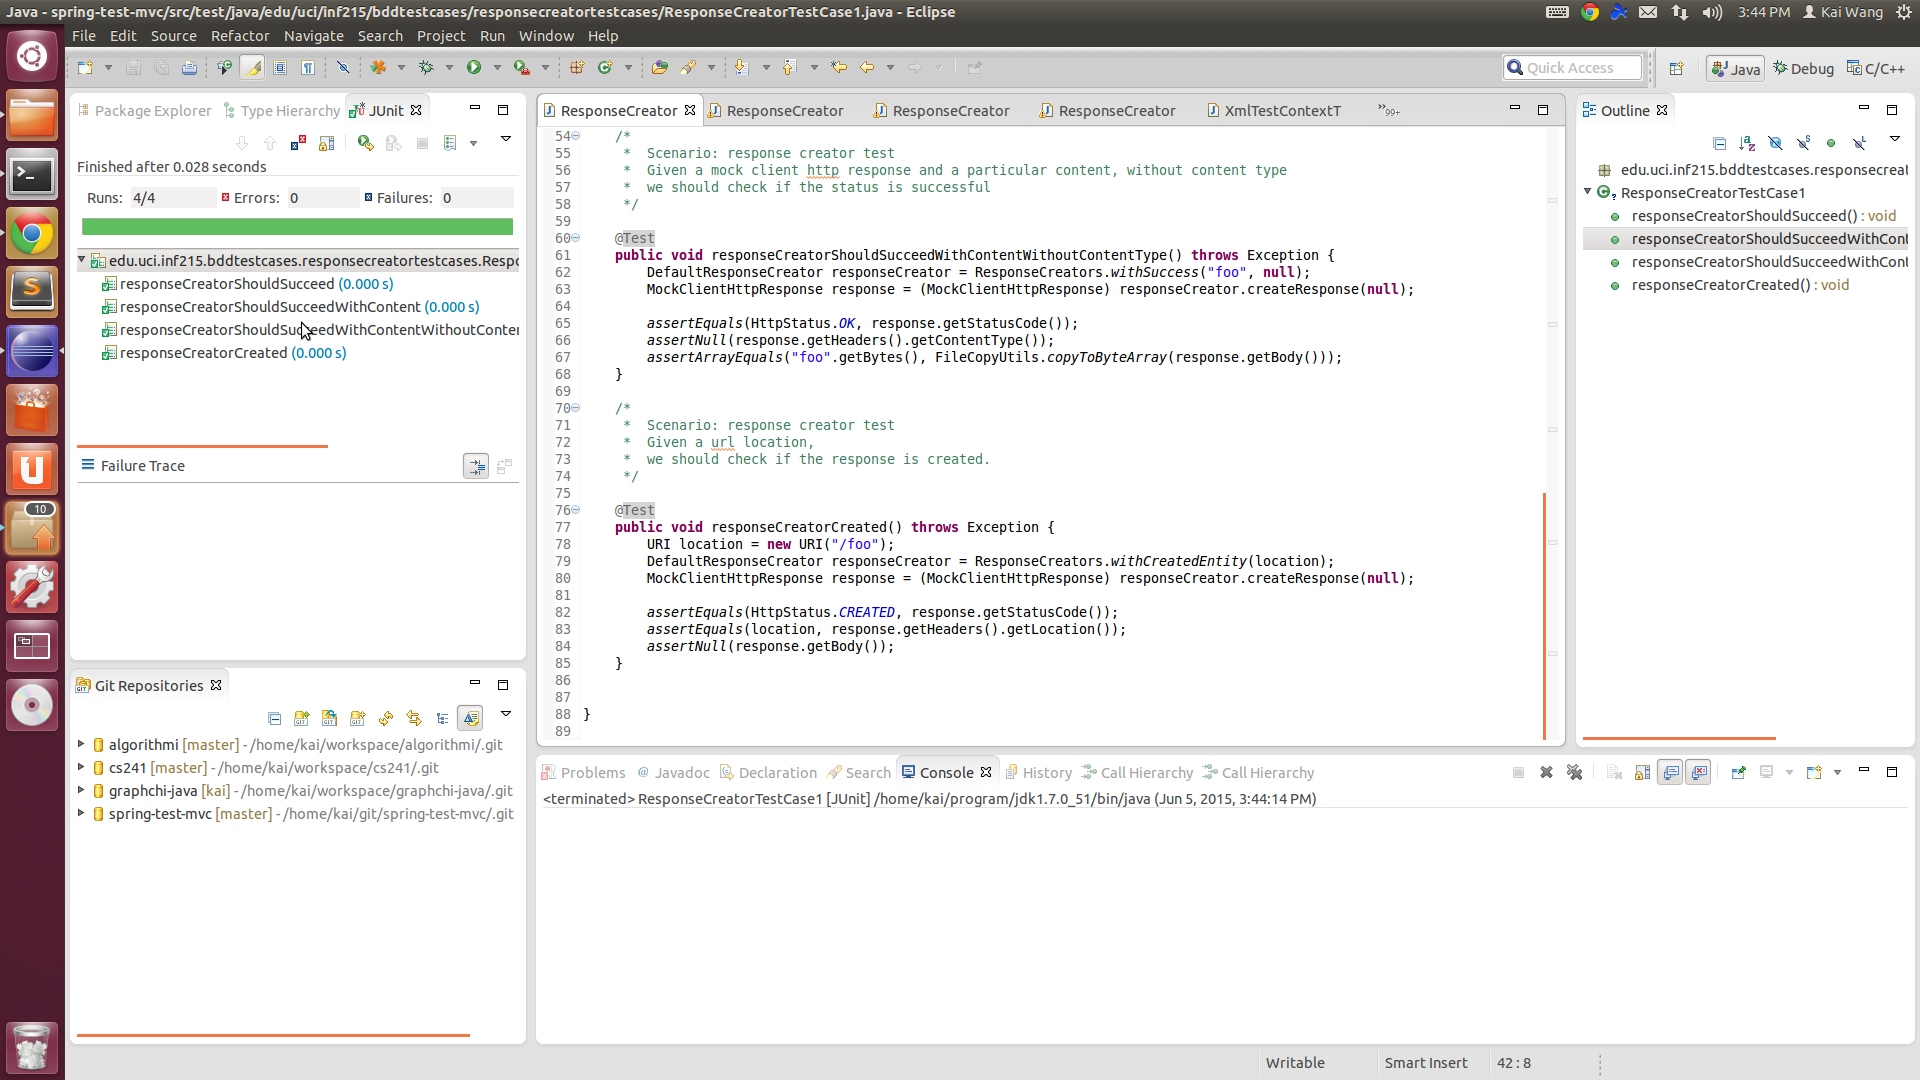 Java - spring-test-mvc/src/test/java/edu/uci/inf215/bddtestcases/responsecreatortestcases/ResponseCreatorTestCase1.java - Eclipse
3:44 PM Kai Wang
File Edit Source Refactor Navigate Search Project Run Window Help
Quick Access
Java Debug C/C++
Package Explorer Type Hierarchy JUnit
Finished after 0.028 seconds
Runs: 4/4 Errors: 0 Failures: 0
edu.uci.inf215.bddtestcases.responsecreatortestcases.Respo
responseCreatorShouldSucceed (0.000 s)
responseCreatorShouldSucceedWithContent (0.000 s)
responseCreatorShouldSucceedWithContentWithoutConter
responseCreatorCreated (0.000 s)
Failure Trace
10
Git Repositories
algorithmi [master] - /home/kai/workspace/algorithmi/.git
cs241 [master] - /home/kai/workspace/cs241/.git
graphchi-java [kai] - /home/kai/workspace/graphchi-java/.git
spring-test-mvc [master] - /home/kai/git/spring-test-mvc/.git
ResponseCreator ResponseCreator ResponseCreator ResponseCreator XmlTestContextT 99+
54 /*
55 * Scenario: response creator test
56 * Given a mock client http response and a particular content, without content type
57 * we should check if the status is successful
58 */
59
60 @Test
61 public void responseCreatorShouldSucceedWithContentWithoutContentType() throws Exception {
62 DefaultResponseCreator responseCreator = ResponseCreators.withSuccess("foo", null);
63 MockClientHttpResponse response = (MockClientHttpResponse) responseCreator.createResponse(null);
64
65 assertEquals(HttpStatus.OK, response.getStatusCode());
66 assertNull(response.getHeaders().getContentType());
67 assertArrayEquals("foo".getBytes(), FileCopyUtils.copyToByteArray(response.getBody()));
68 }
69
70 /*
71 * Scenario: response creator test
72 * Given a url location,
73 * we should check if the response is created.
74 */
75
76 @Test
77 public void responseCreatorCreated() throws Exception {
78 URI location = new URI("/foo");
79 DefaultResponseCreator responseCreator = ResponseCreators.withCreatedEntity(location);
80 MockClientHttpResponse response = (MockClientHttpResponse) responseCreator.createResponse(null);
81
82 assertEquals(HttpStatus.CREATED, response.getStatusCode());
83 assertEquals(location, response.getHeaders().getLocation());
84 assertNull(response.getBody());
85 }
86
87
88 }
89
Outline
edu.uci.inf215.bddtestcases.responsecreat
ResponseCreatorTestCase1
responseCreatorShouldSucceed() : void
responseCreatorShouldSucceedWithCont
responseCreatorShouldSucceedWithCont
responseCreatorCreated() : void
Problems Javadoc Declaration Search Console History Call Hierarchy Call Hierarchy
<terminated> ResponseCreatorTestCase1 [JUnit] /home/kai/program/jdk1.7.0_51/bin/java (Jun 5, 2015, 3:44:14 PM)
Writable Smart Insert 42 : 8